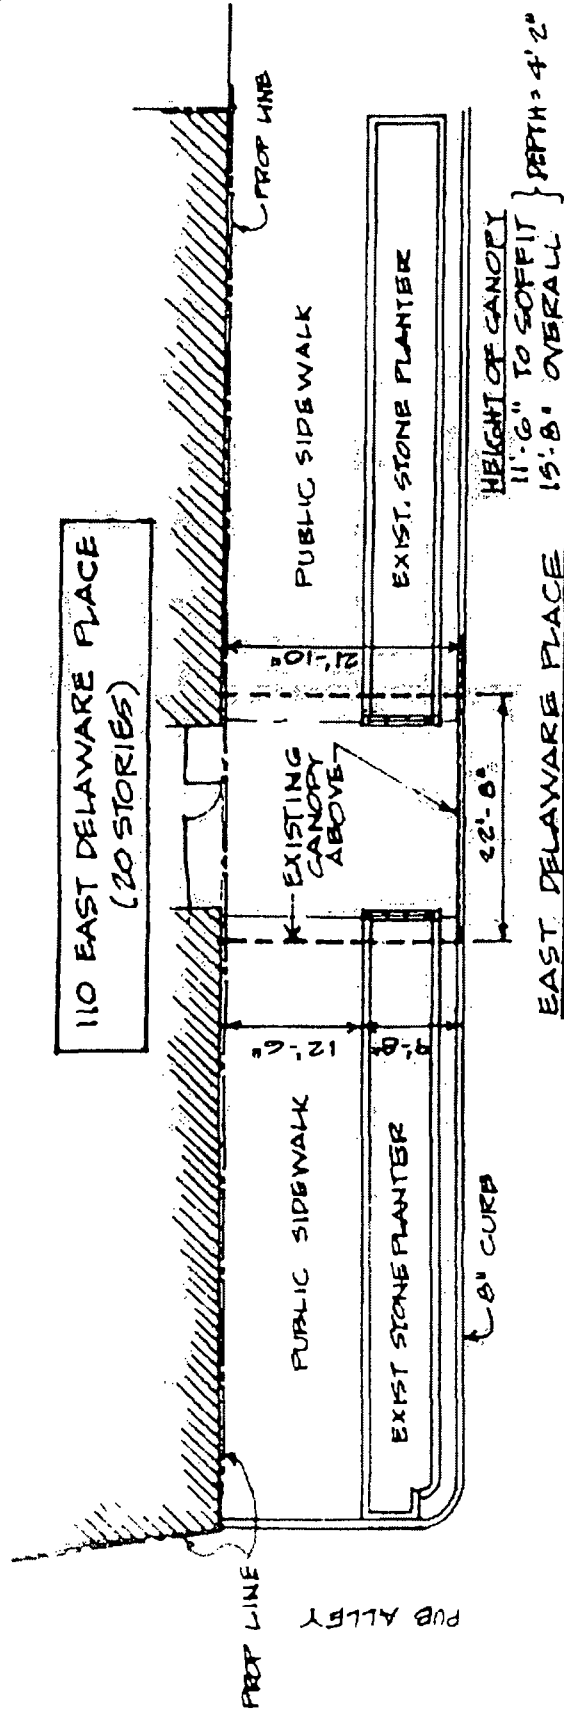 110 EAST DELAWARE PLACE
(20 STORIES)
PROP LINE
PUBLIC SIDEWALK
PUBLIC SIDEWALK
EXISTING
CANOPY
ABOVE
21'-10"
12'-6"
9'-8"
22'-8"
EXIST STONE PLANTER
EXIST. STONE PLANTER
8" CURB
PROP LINE
PUB ALLEY
EAST DELAWARE PLACE
HEIGHT OF CANOPY
11'-6" TO SOFFIT
15'-8" OVERALL
DEPTH = 4'2"